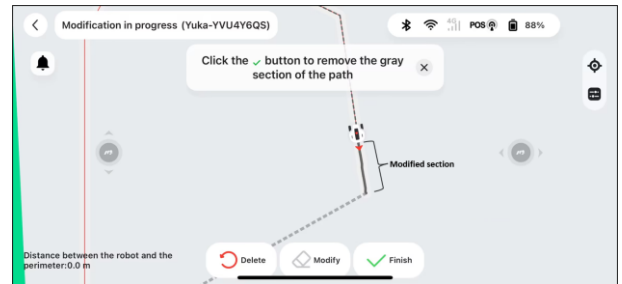 Modification in progress (Yuka-YVU4Y6QS)
4G
POS
88%
Click the ✓ button to remove the gray
section of the path
Modified section
Distance between the robot and the
perimeter:0.0 m
Delete
Modify
Finish